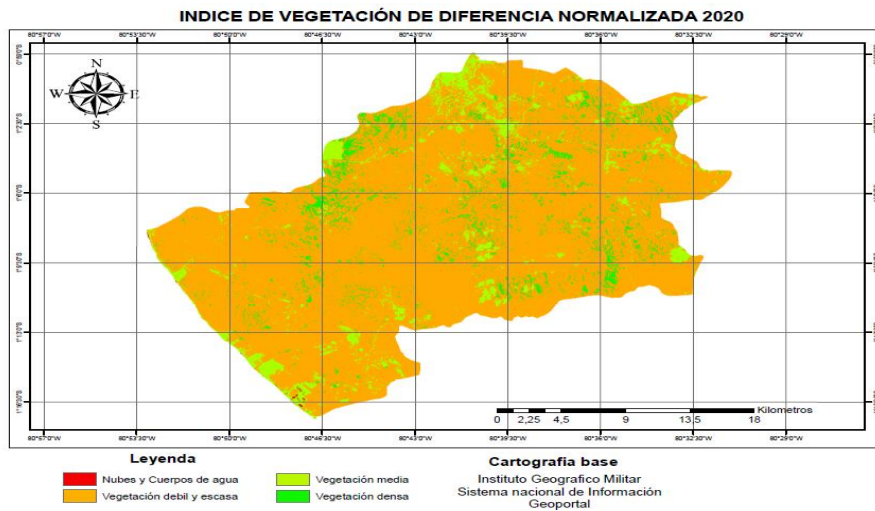 INDICE DE VEGETACIÓN DE DIFERENCIA NORMALIZADA 2020
80°57'0"W 80°53'30"W 80°50'0"W 80°46'30"W 80°43'0"W 80°39'30"W 80°36'0"W 80°32'30"W 80°29'0"W
N
W E
S
Kilometros
0 2,25 4,5 9 13,5 18
80°57'0"W 80°53'30"W 80°50'0"W 80°46'30"W 80°43'0"W 80°39'30"W 80°36'0"W 80°32'30"W 80°29'0"W
Leyenda
Nubes y Cuerpos de agua
Vegetación debil y escasa
Vegetación media
Vegetación densa
Cartografia base
Instituto Geografico Militar
Sistema nacional de Información
Geoportal